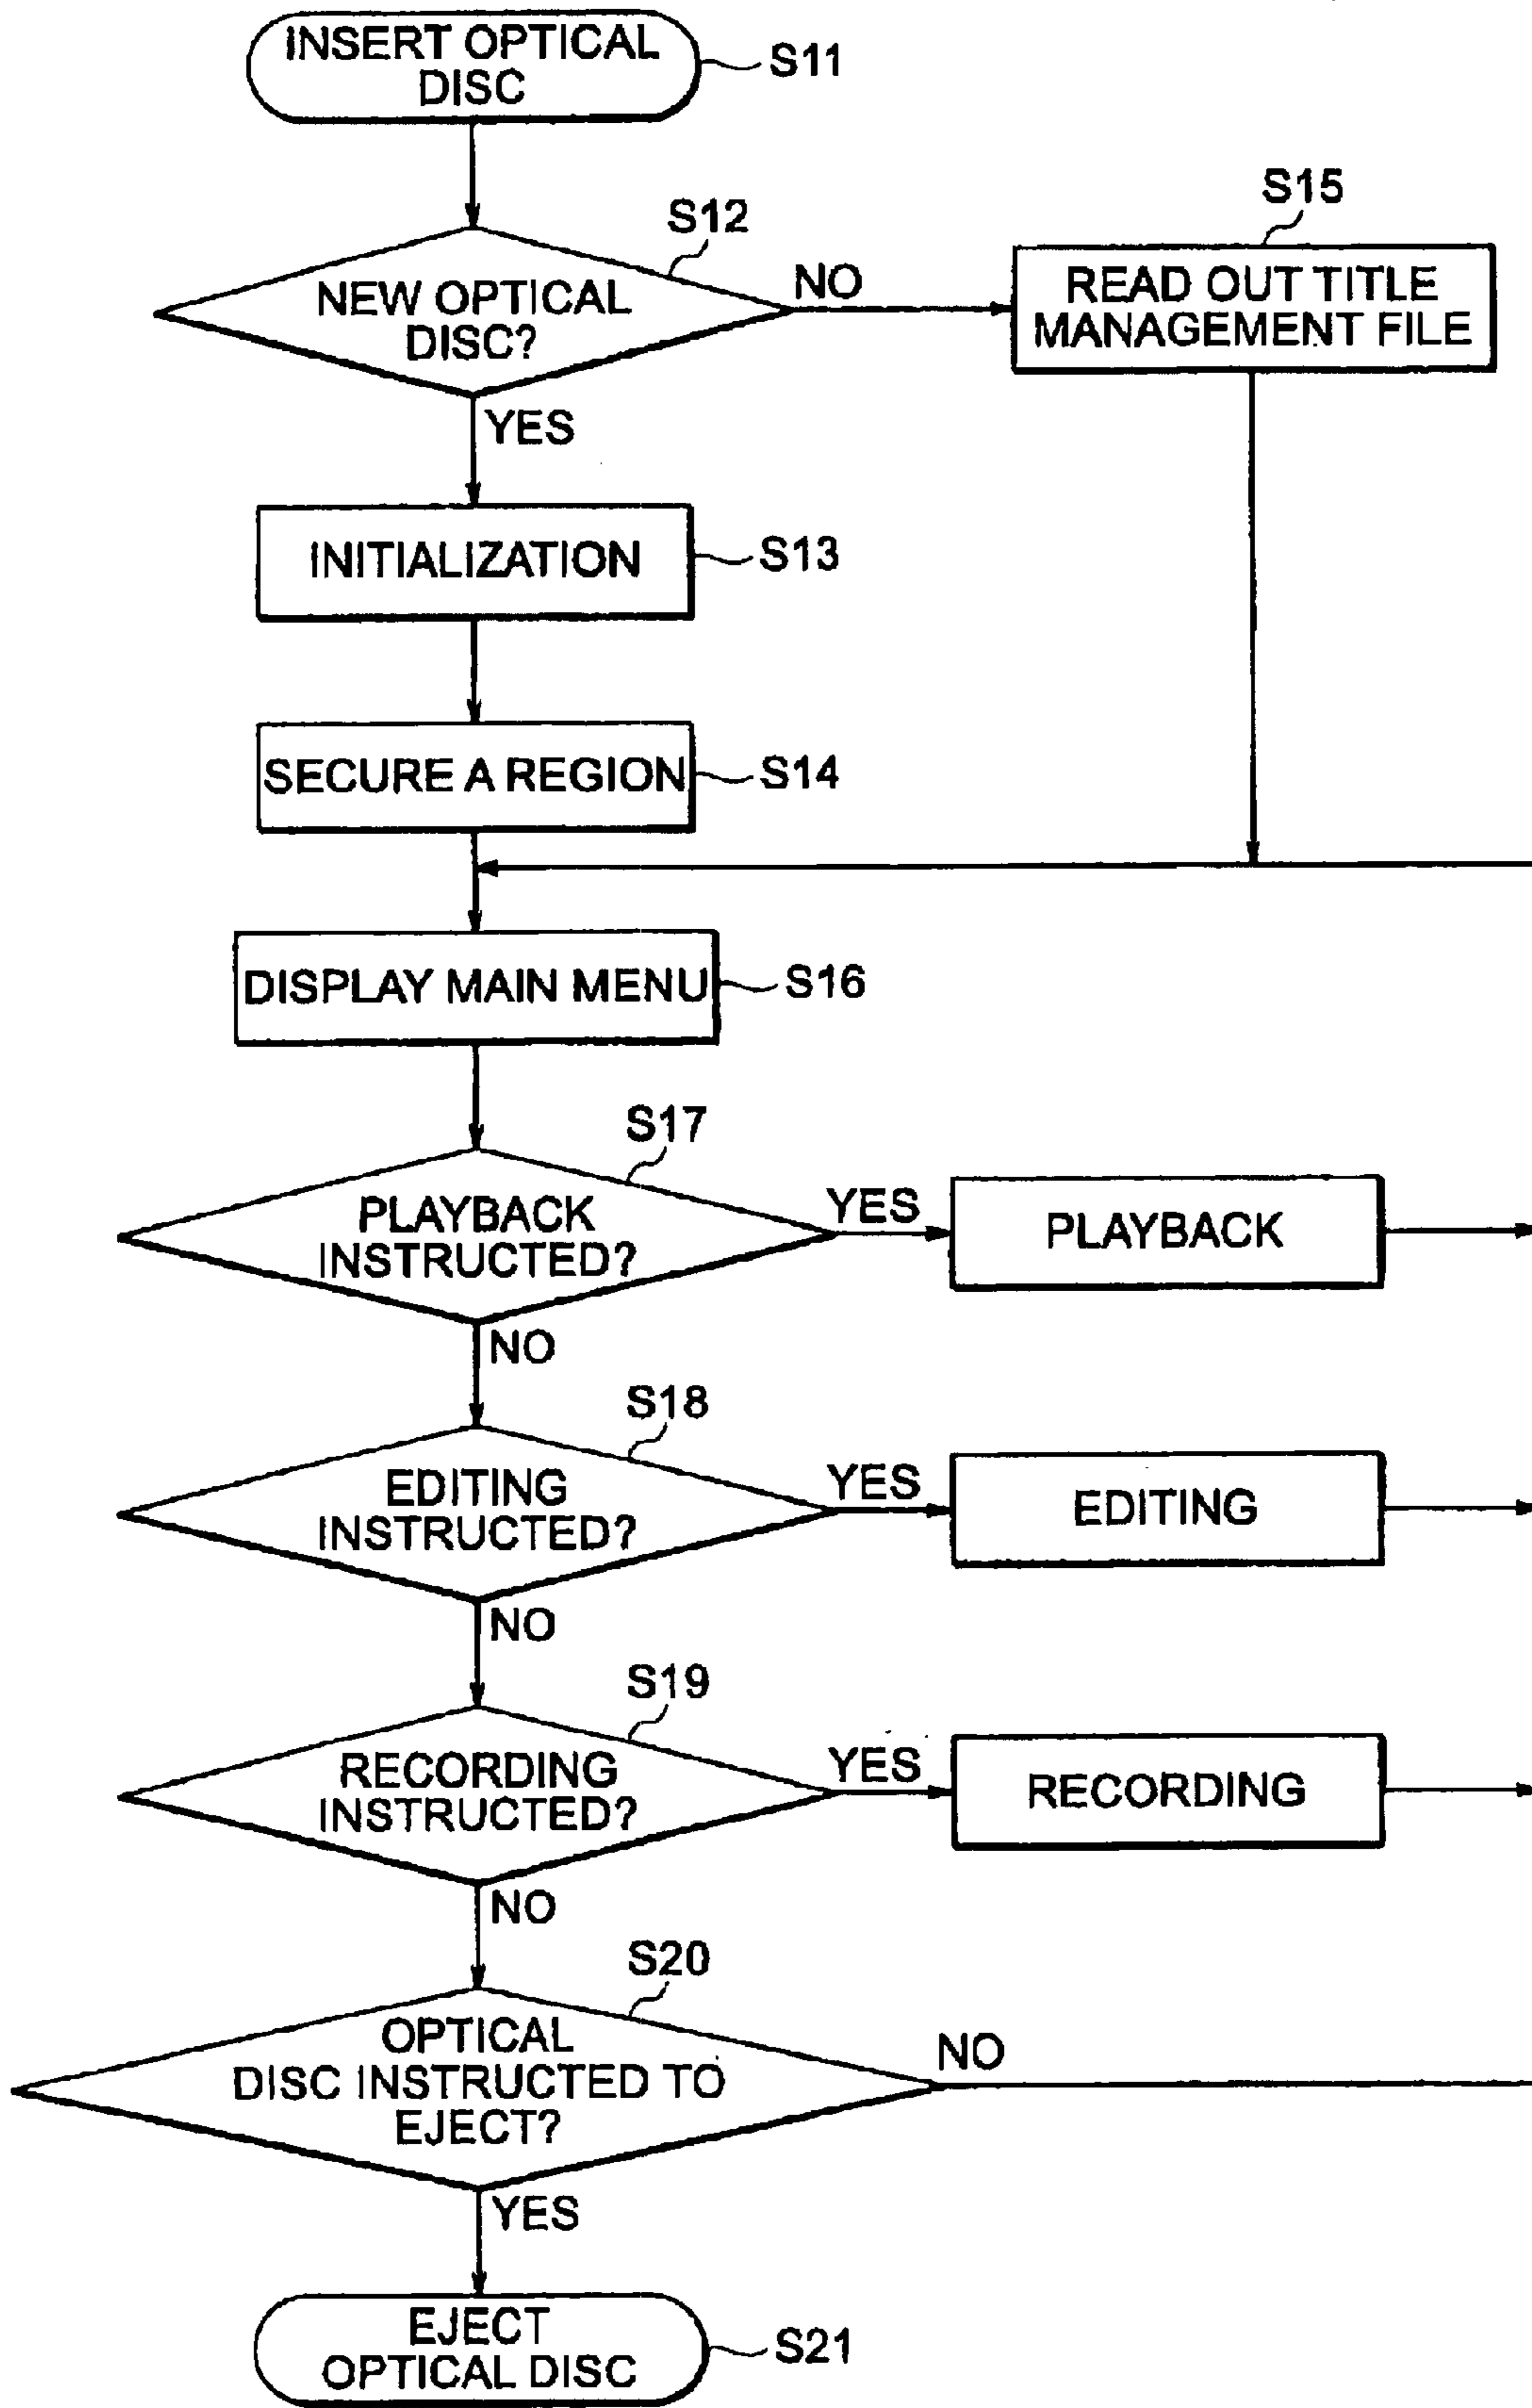 INSERT OPTICAL
DISC
S11
S12
NEW OPTICAL
DISC?
NO
S15
READ OUT TITLE
MANAGEMENT FILE
YES
INITIALIZATION
S13
SECURE A REGION
S14
DISPLAY MAIN MENU
S16
S17
PLAYBACK
INSTRUCTED?
YES
PLAYBACK
NO
S18
EDITING
INSTRUCTED?
YES
EDITING
NO
S19
RECORDING
INSTRUCTED?
YES
RECORDING
NO
S20
OPTICAL
DISC INSTRUCTED TO
EJECT?
NO
YES
EJECT
OPTICAL DISC
S21